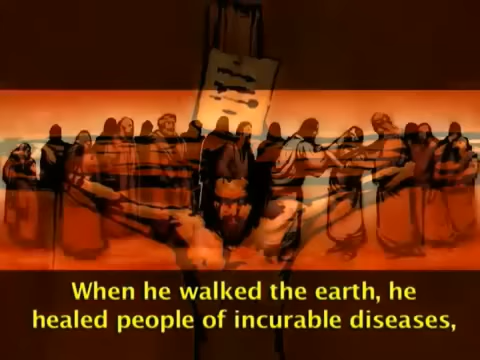 When he walked the earth, he
healed people of incurable diseases,